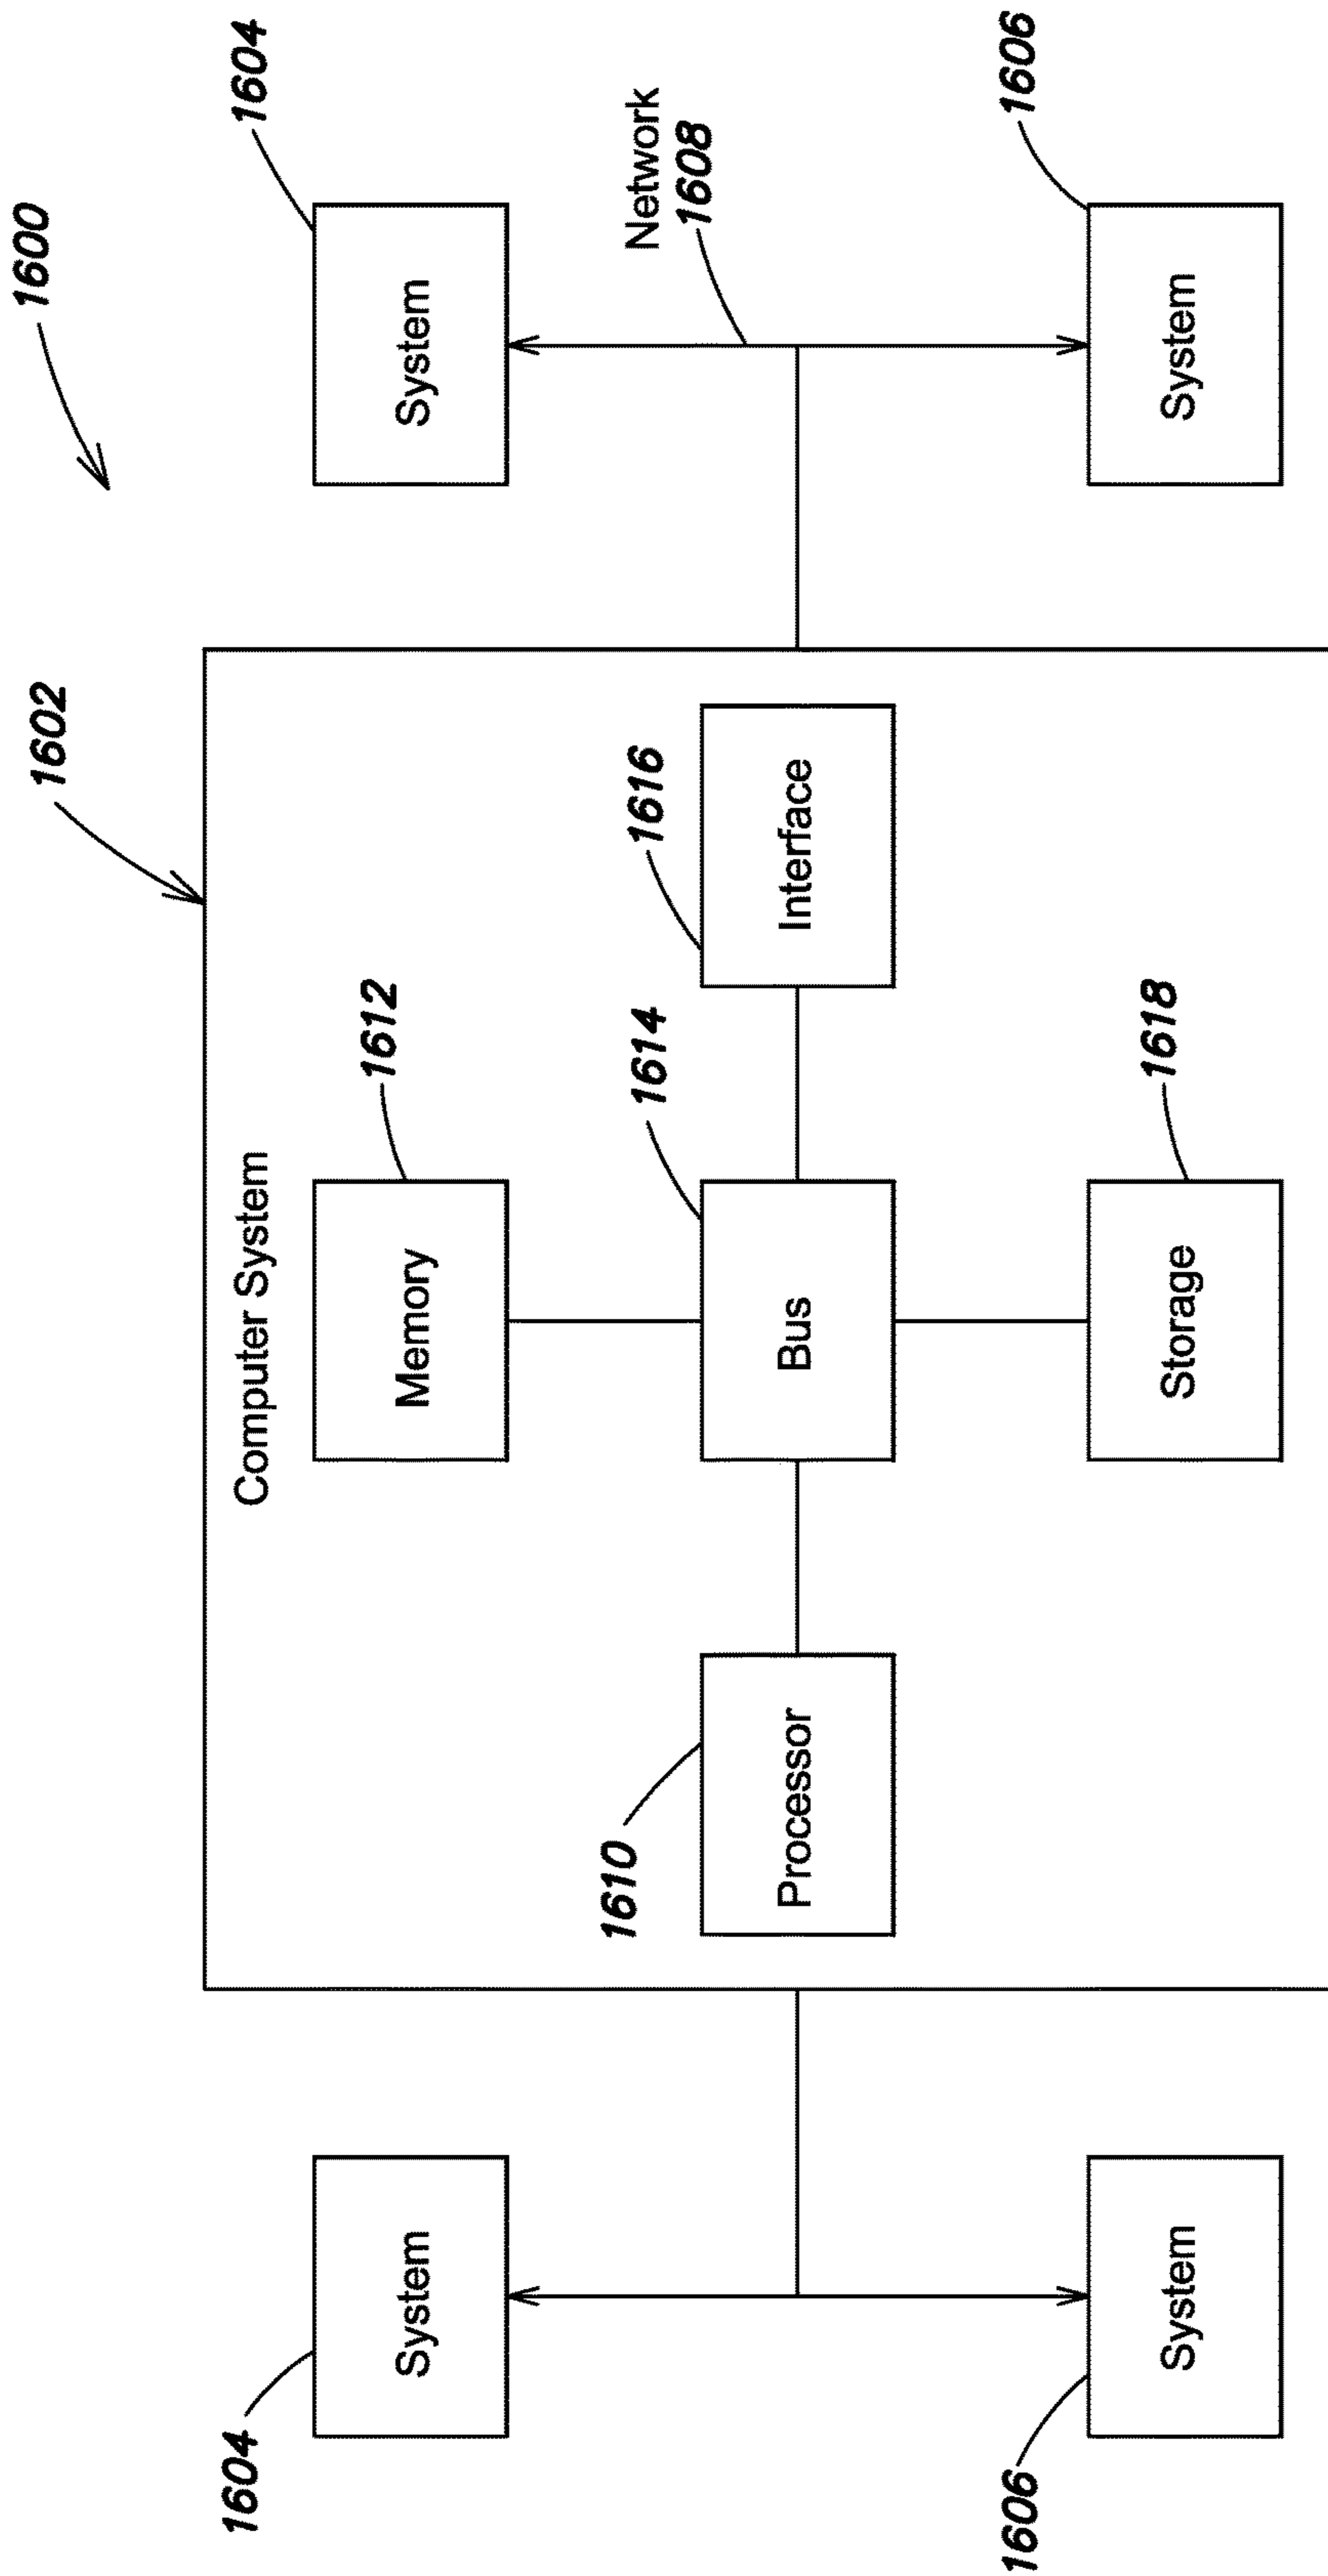 1600
1602
Computer System
1604
System
Memory
1612
System
1604
Network
1608
1610
Processor
Bus
1614
Interface
1616
1606
System
Storage
1618
System
1606